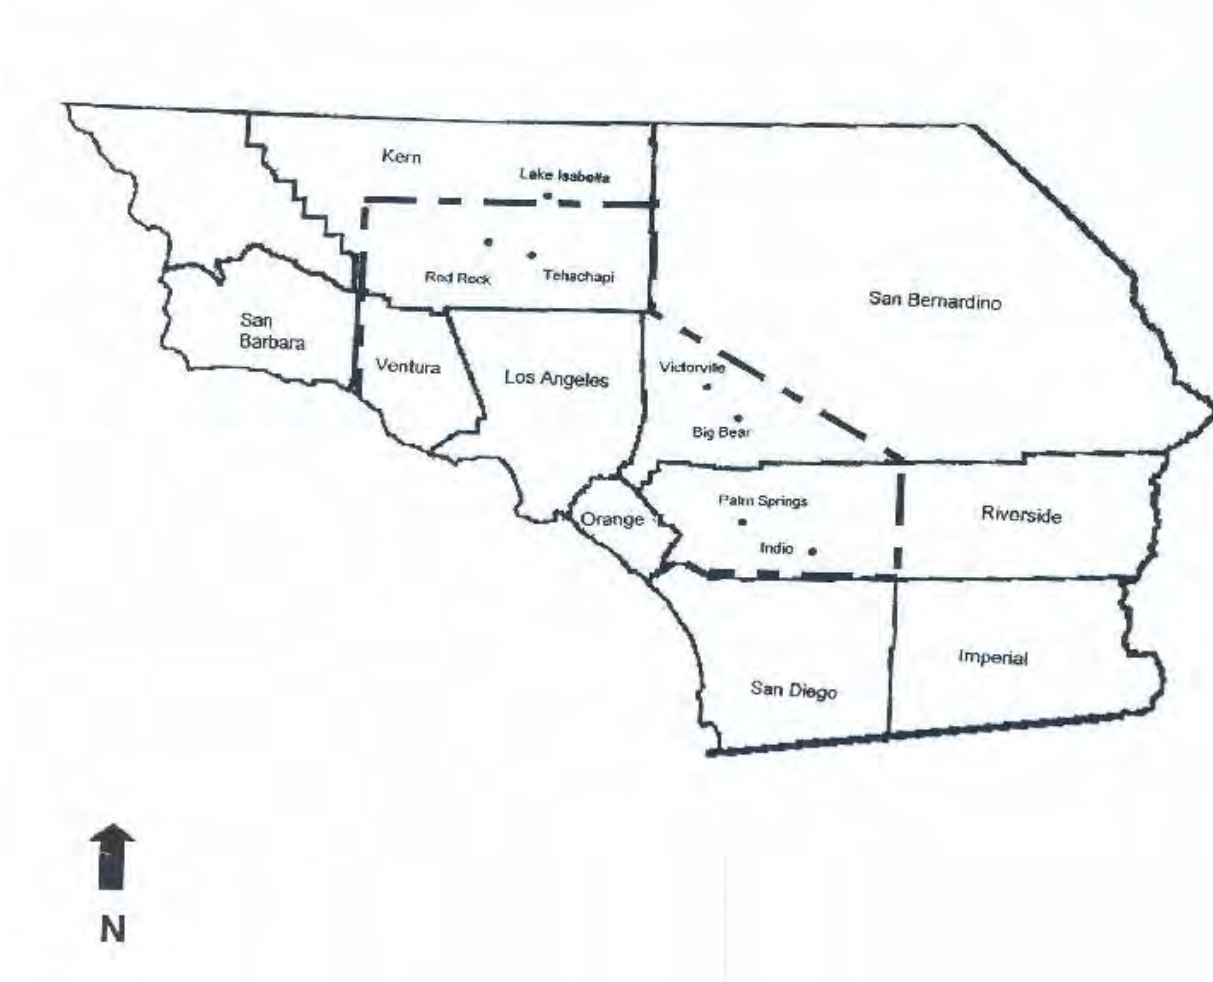 Kern
Lake Isabella
Red Rock
Tehachapi
San Bernardino
San
Barbara
Ventura
Los Angeles
Victorville
Big Bear
Palm Springs
Orange
Riverside
Indio
Imperial
San Diego
N